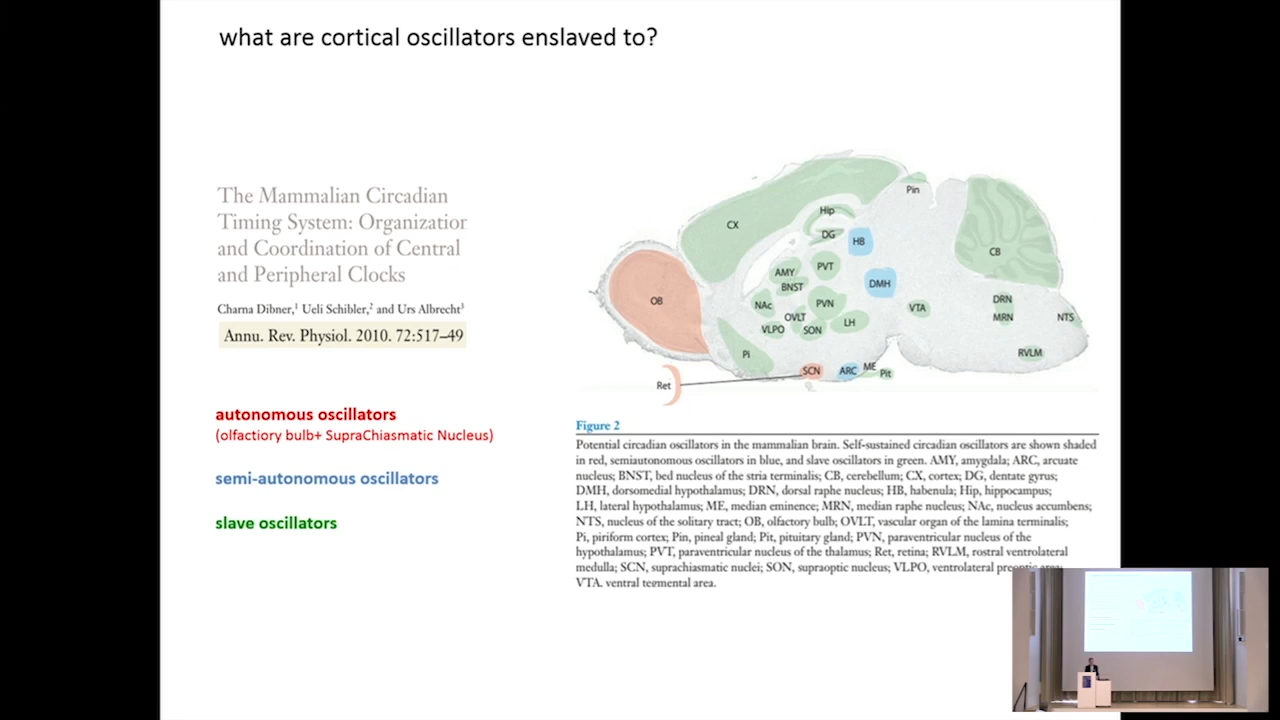 what are cortical oscillators enslaved to?
The Mammalian Circadian
Timing System: Organization
and Coordination of Central
and Peripheral Clocks
Charna Dibner,¹ Ueli Schibler,² and Urs Albrecht³
Annu. Rev. Physiol. 2010. 72:517–49
autonomous oscillators
(olfactiory bulb+ SupraChiasmatic Nucleus)
semi-autonomous oscillators
slave oscillators
Pin
CX
Hip
DG
HB
CB
AMY
PVT
BNST
DMH
OB
NAc
PVN
VTA
DRN
OVLT
MRN
NTS
VLPO
SON
LH
Pi
RVLM
SCN
ARC
ME
Pit
Ret
Figure 2
Potential circadian oscillators in the mammalian brain. Self-sustained circadian oscillators are shown shaded
in red, semiautonomous oscillators in blue, and slave oscillators in green. AMY, amygdala; ARC, arcuate
nucleus; BNST, bed nucleus of the stria terminalis; CB, cerebellum; CX, cortex; DG, dentate gyrus;
DMH, dorsomedial hypothalamus; DRN, dorsal raphe nucleus; HB, habenula; Hip, hippocampus;
LH, lateral hypothalamus; ME, median eminence; MRN, median raphe nucleus; NAc, nucleus accumbens;
NTS, nucleus of the solitary tract; OB, olfactory bulb; OVLT, vascular organ of the lamina terminalis;
Pi, piriform cortex; Pin, pineal gland; Pit, pituitary gland; PVN, paraventricular nucleus of the
hypothalamus; PVT, paraventricular nucleus of the thalamus; Ret, retina; RVLM, rostral ventrolateral
medulla; SCN, suprachiasmatic nuclei; SON, supraoptic nucleus; VLPO, ventrolateral preoptic area;
VTA, ventral tegmental area.